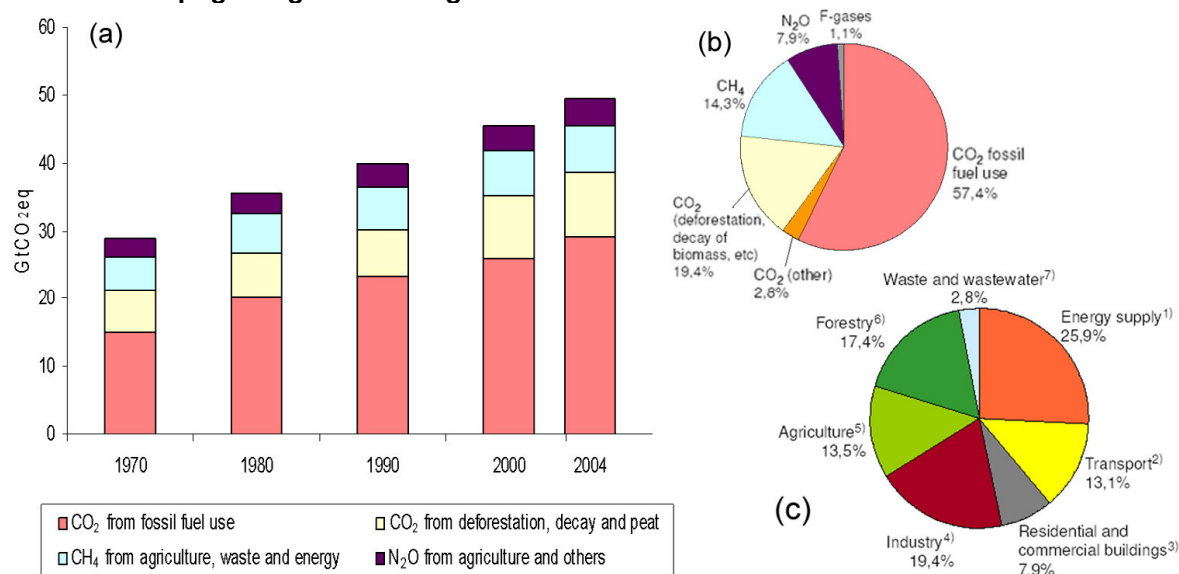 (a)
60
50
40
30
20
10
0
GtCO2eq
1970
1980
1990
2000
2004
CO2 from fossil fuel use
CO2 from deforestation, decay and peat
CH4 from agriculture, waste and energy
N2O from agriculture and others
(b)
F-gases
1,1%
N2O
7,9%
CH4
14,3%
CO2 fossil
fuel use
57,4%
CO2
(deforestation,
decay of
biomass, etc)
19,4%
CO2 (other)
2,8%
(c)
Waste and wastewater7)
2,8%
Energy supply1)
25,9%
Forestry6)
17,4%
Agriculture5)
13,5%
Transport2)
13,1%
Industry4)
19,4%
Residential and
commercial buildings3)
7,9%